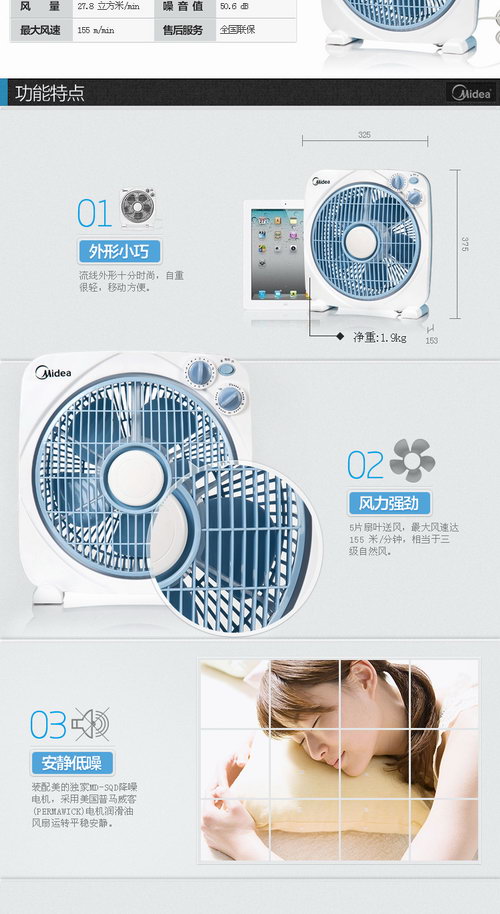 风 量 27.8 立方米/min 噪音值 50.6 dB
最大风速 155 m/min 售后服务 全国联保
功能特点
Midea
325
01
Midea
外形小巧
375
流线外形十分时尚，自重
很轻，移动方便。
净重:1.9kg
153
Midea
02
风力强劲
5片扇叶送风，最大风速达
155 米/分钟，相当于三
级自然风。
03
安静低噪
装配美的独家MD-SQD降噪
电机，采用美国普马威客
(PERMAWICK)电机润滑油
风扇运转平稳安静。